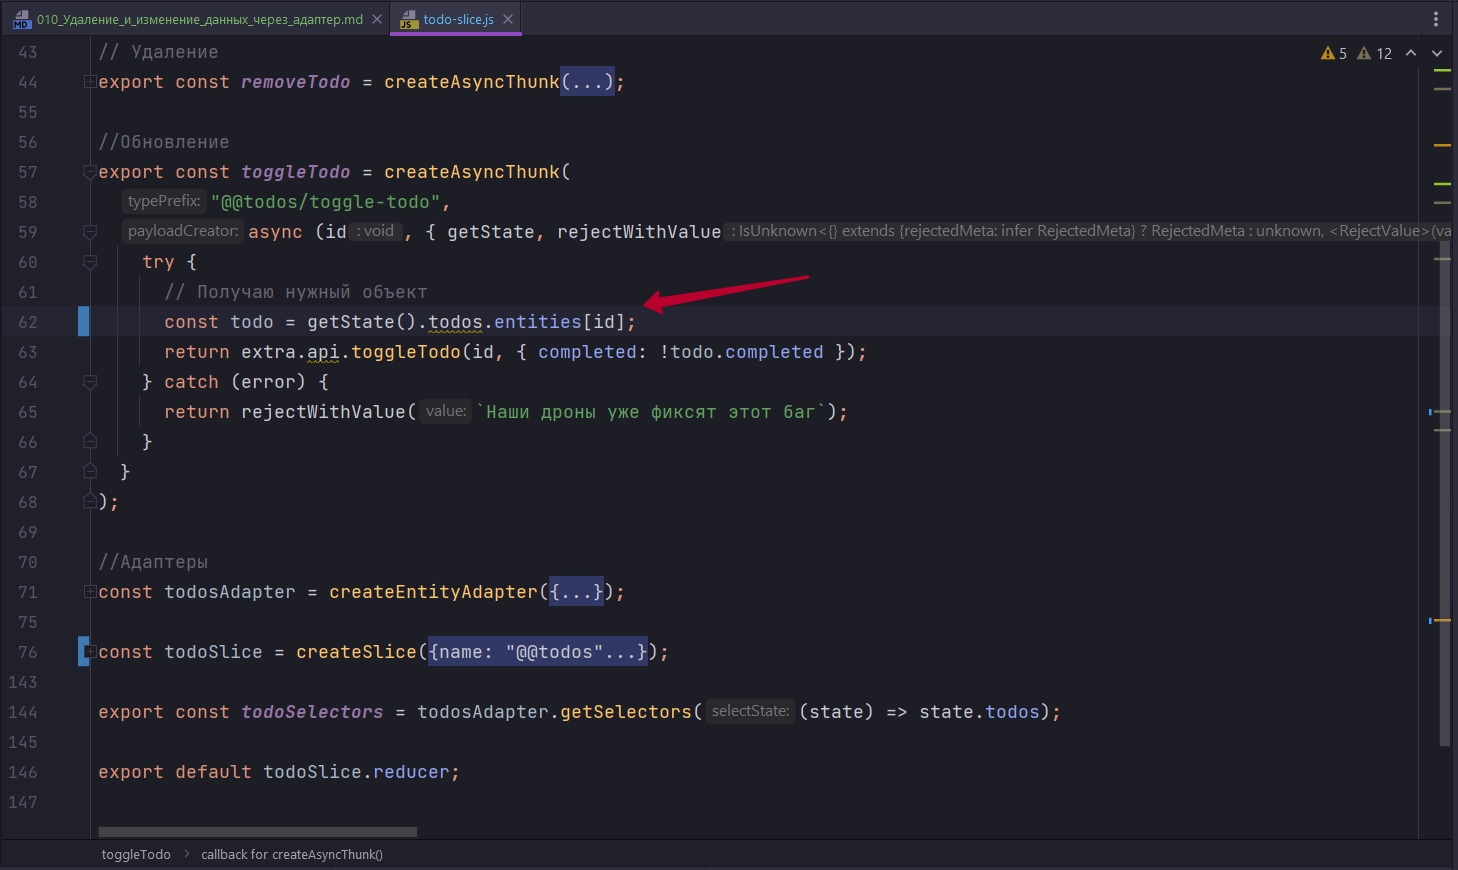 010_Удаление_и_изменение_данных_через_адаптер.md
todo-slice.js
5 12
43 // Удаление
44 export const removeTodo = createAsyncThunk(...);
55
56 //Обновление
57 export const toggleTodo = createAsyncThunk(
58 typePrefix: "@@todos/toggle-todo",
59 payloadCreator: async (id : void , { getState, rejectWithValue : IsUnknown<{} extends {rejectedMeta: infer RejectedMeta} ? RejectedMeta : unknown, <RejectValue>(va
60 try {
61 // Получаю нужный объект
62 const todo = getState().todos.entities[id];
63 return extra.api.toggleTodo(id, { completed: !todo.completed });
64 } catch (error) {
65 return rejectWithValue( value: `Наши дроны уже фиксят этот баг`);
66 }
67 }
68 );
69
70 //Адаптеры
71 const todosAdapter = createEntityAdapter({...});
75
76 const todoSlice = createSlice({name: "@@todos"...});
143
144 export const todoSelectors = todosAdapter.getSelectors( selectState: (state) => state.todos);
145
146 export default todoSlice.reducer;
147
toggleTodo > callback for createAsyncThunk()